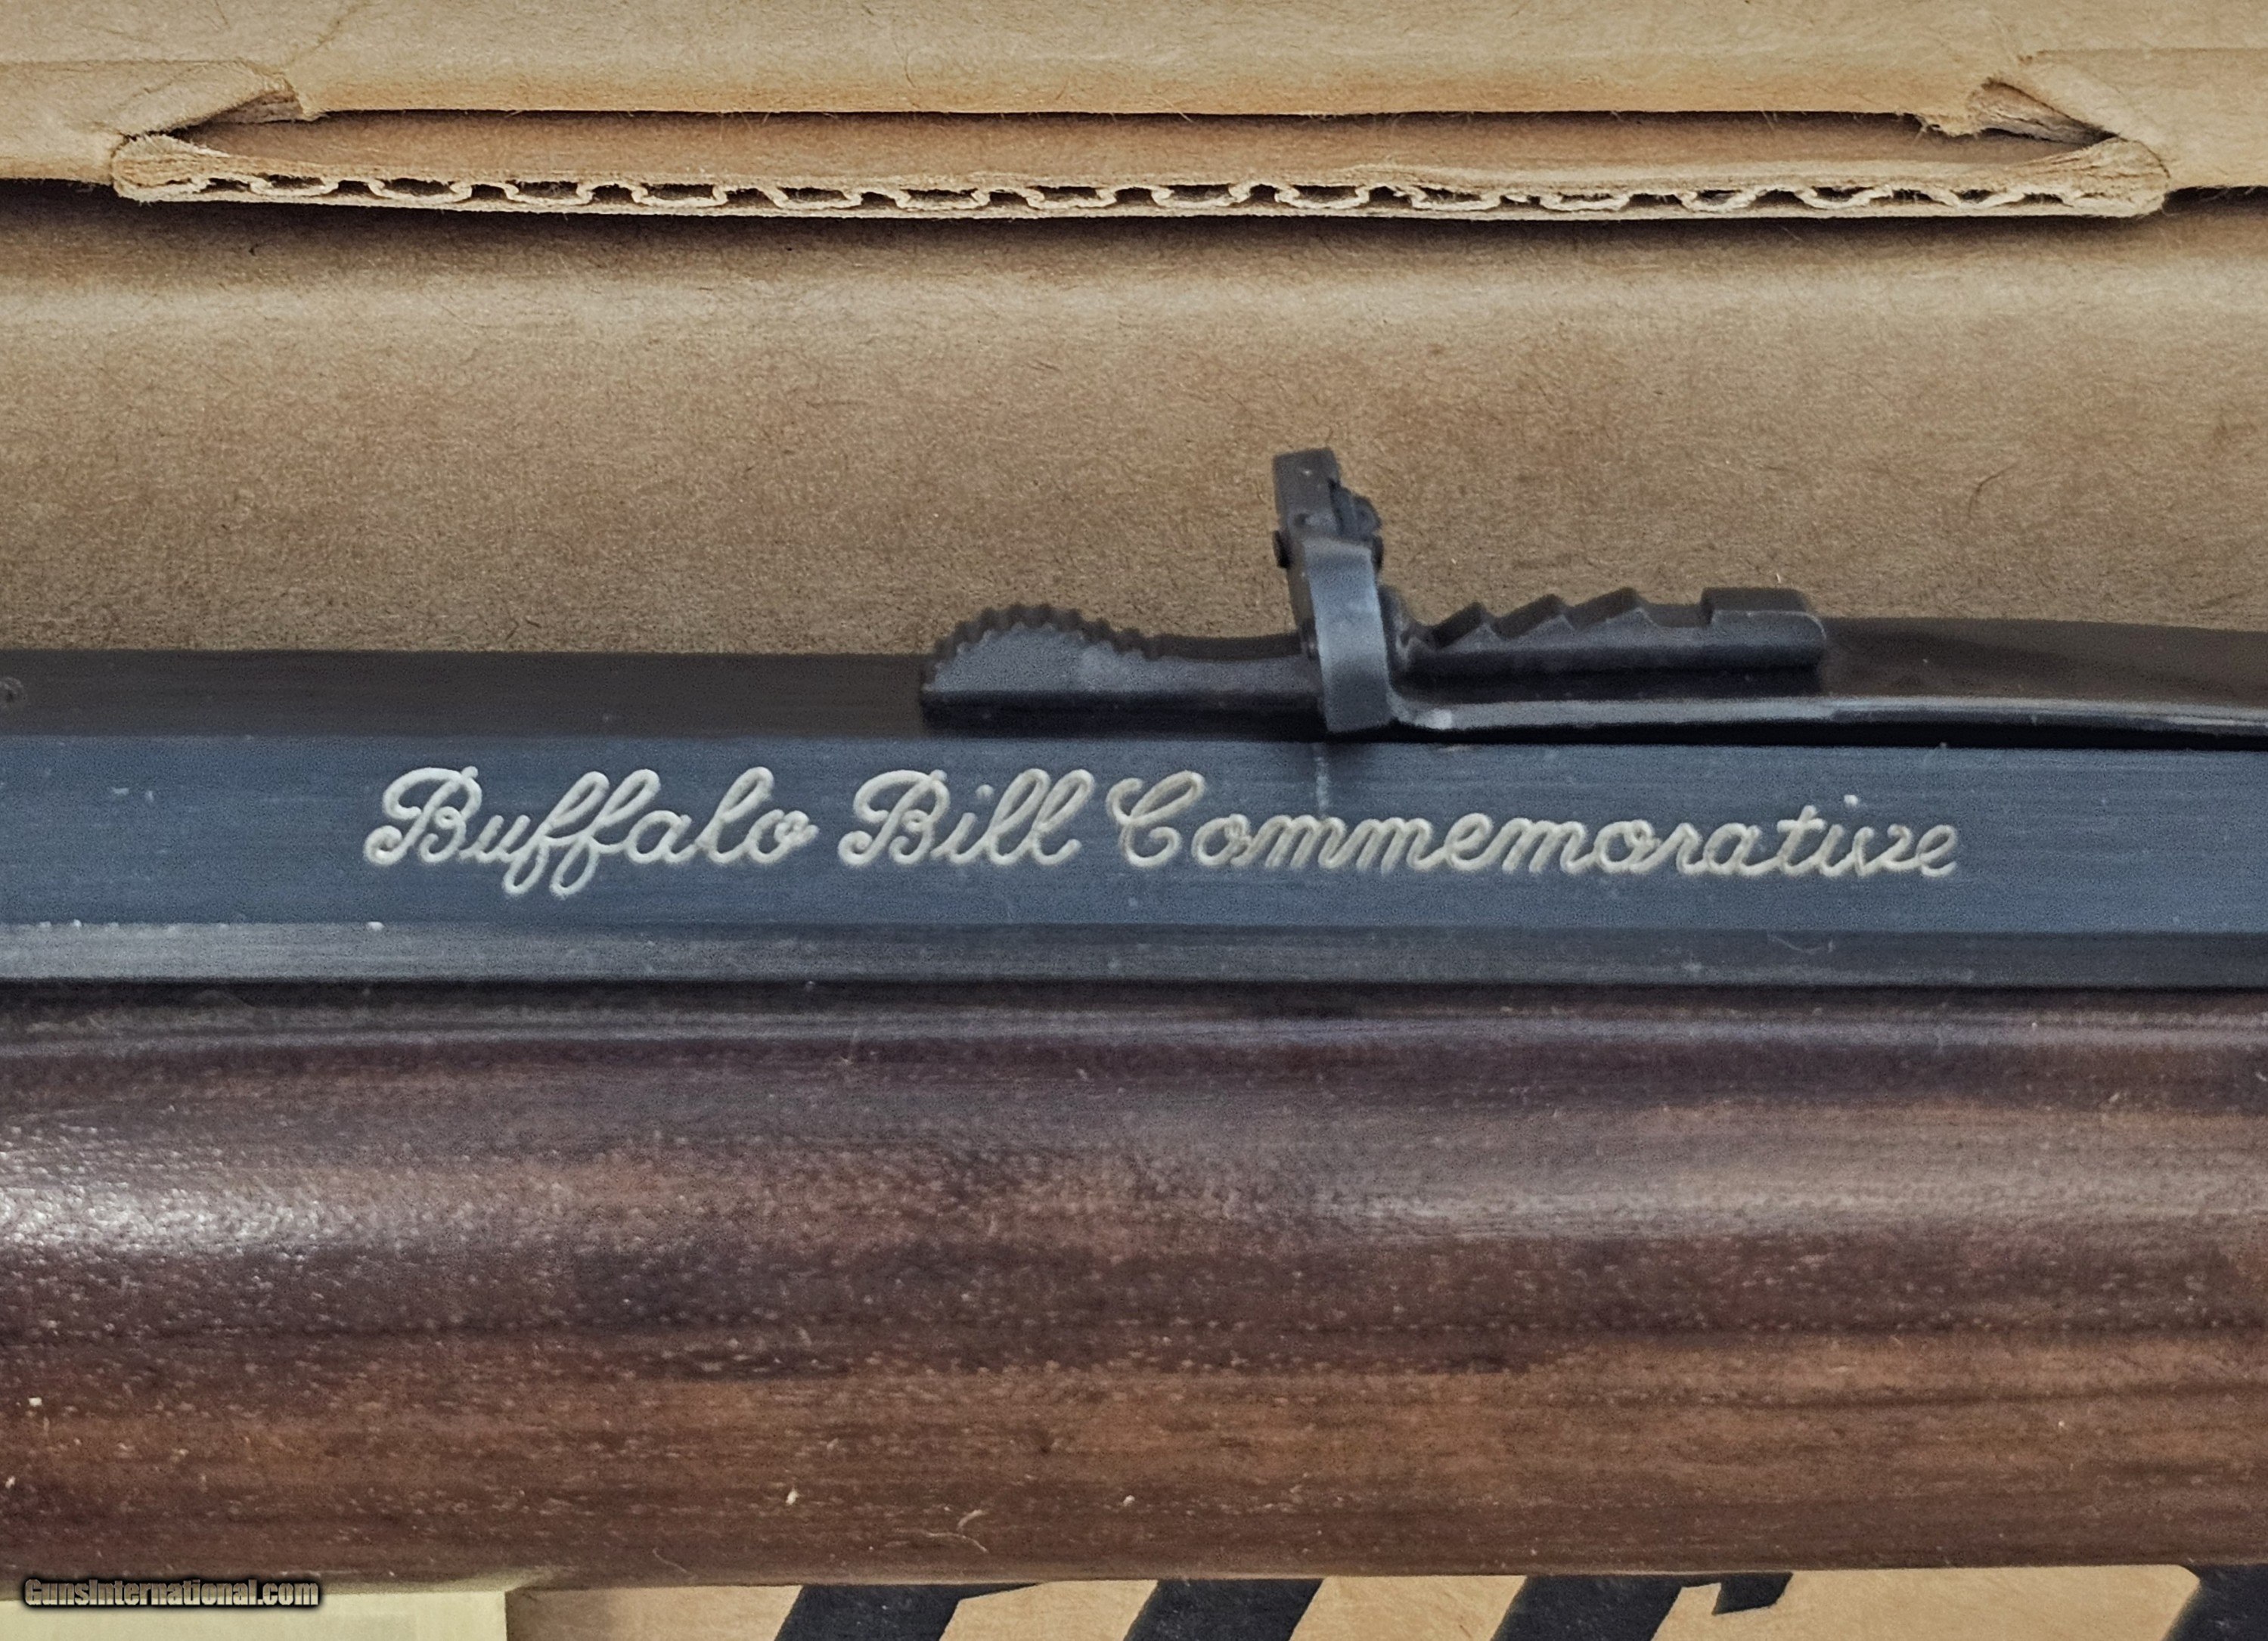 Buffalo Bill Commemorative
GunsInternational.com